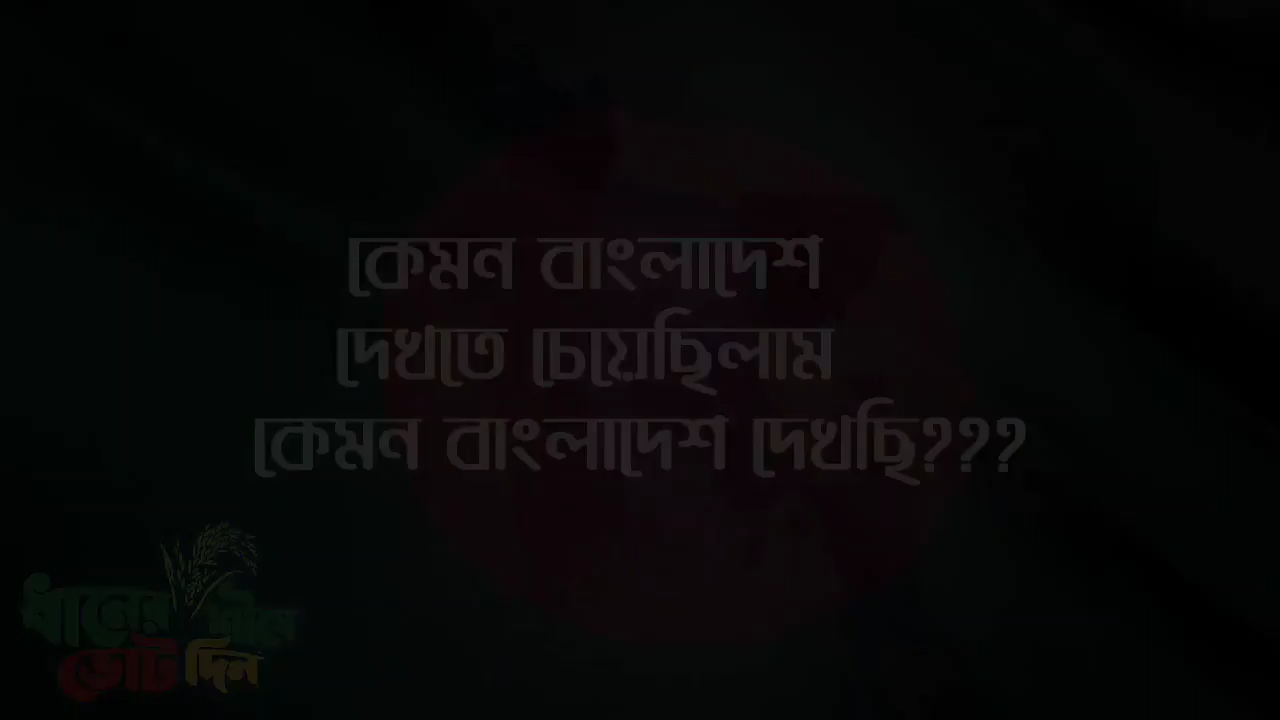 কেমন বাংলাদেশ
দেখতে চেয়েছিলাম
কেমন বাংলাদেশ দেখছি???
ধানের শীষে
ভোট দিন